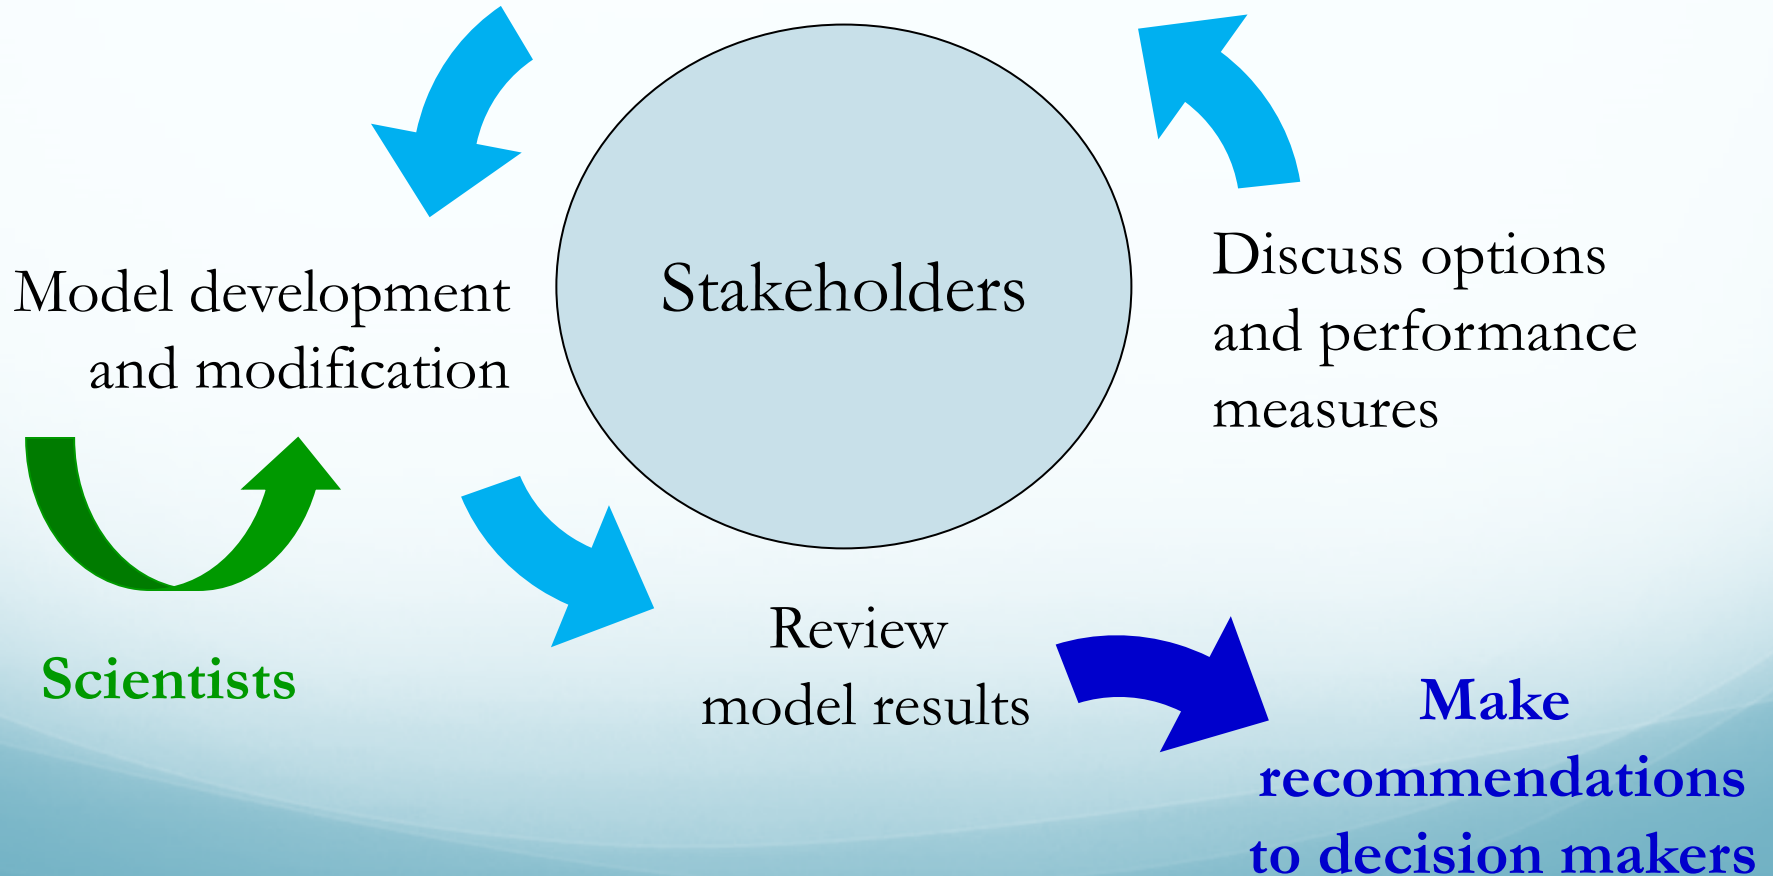 Stakeholders
Model development
and modification
Discuss options
and performance
measures
Scientists
Review
model results
Make
recommendations
to decision makers